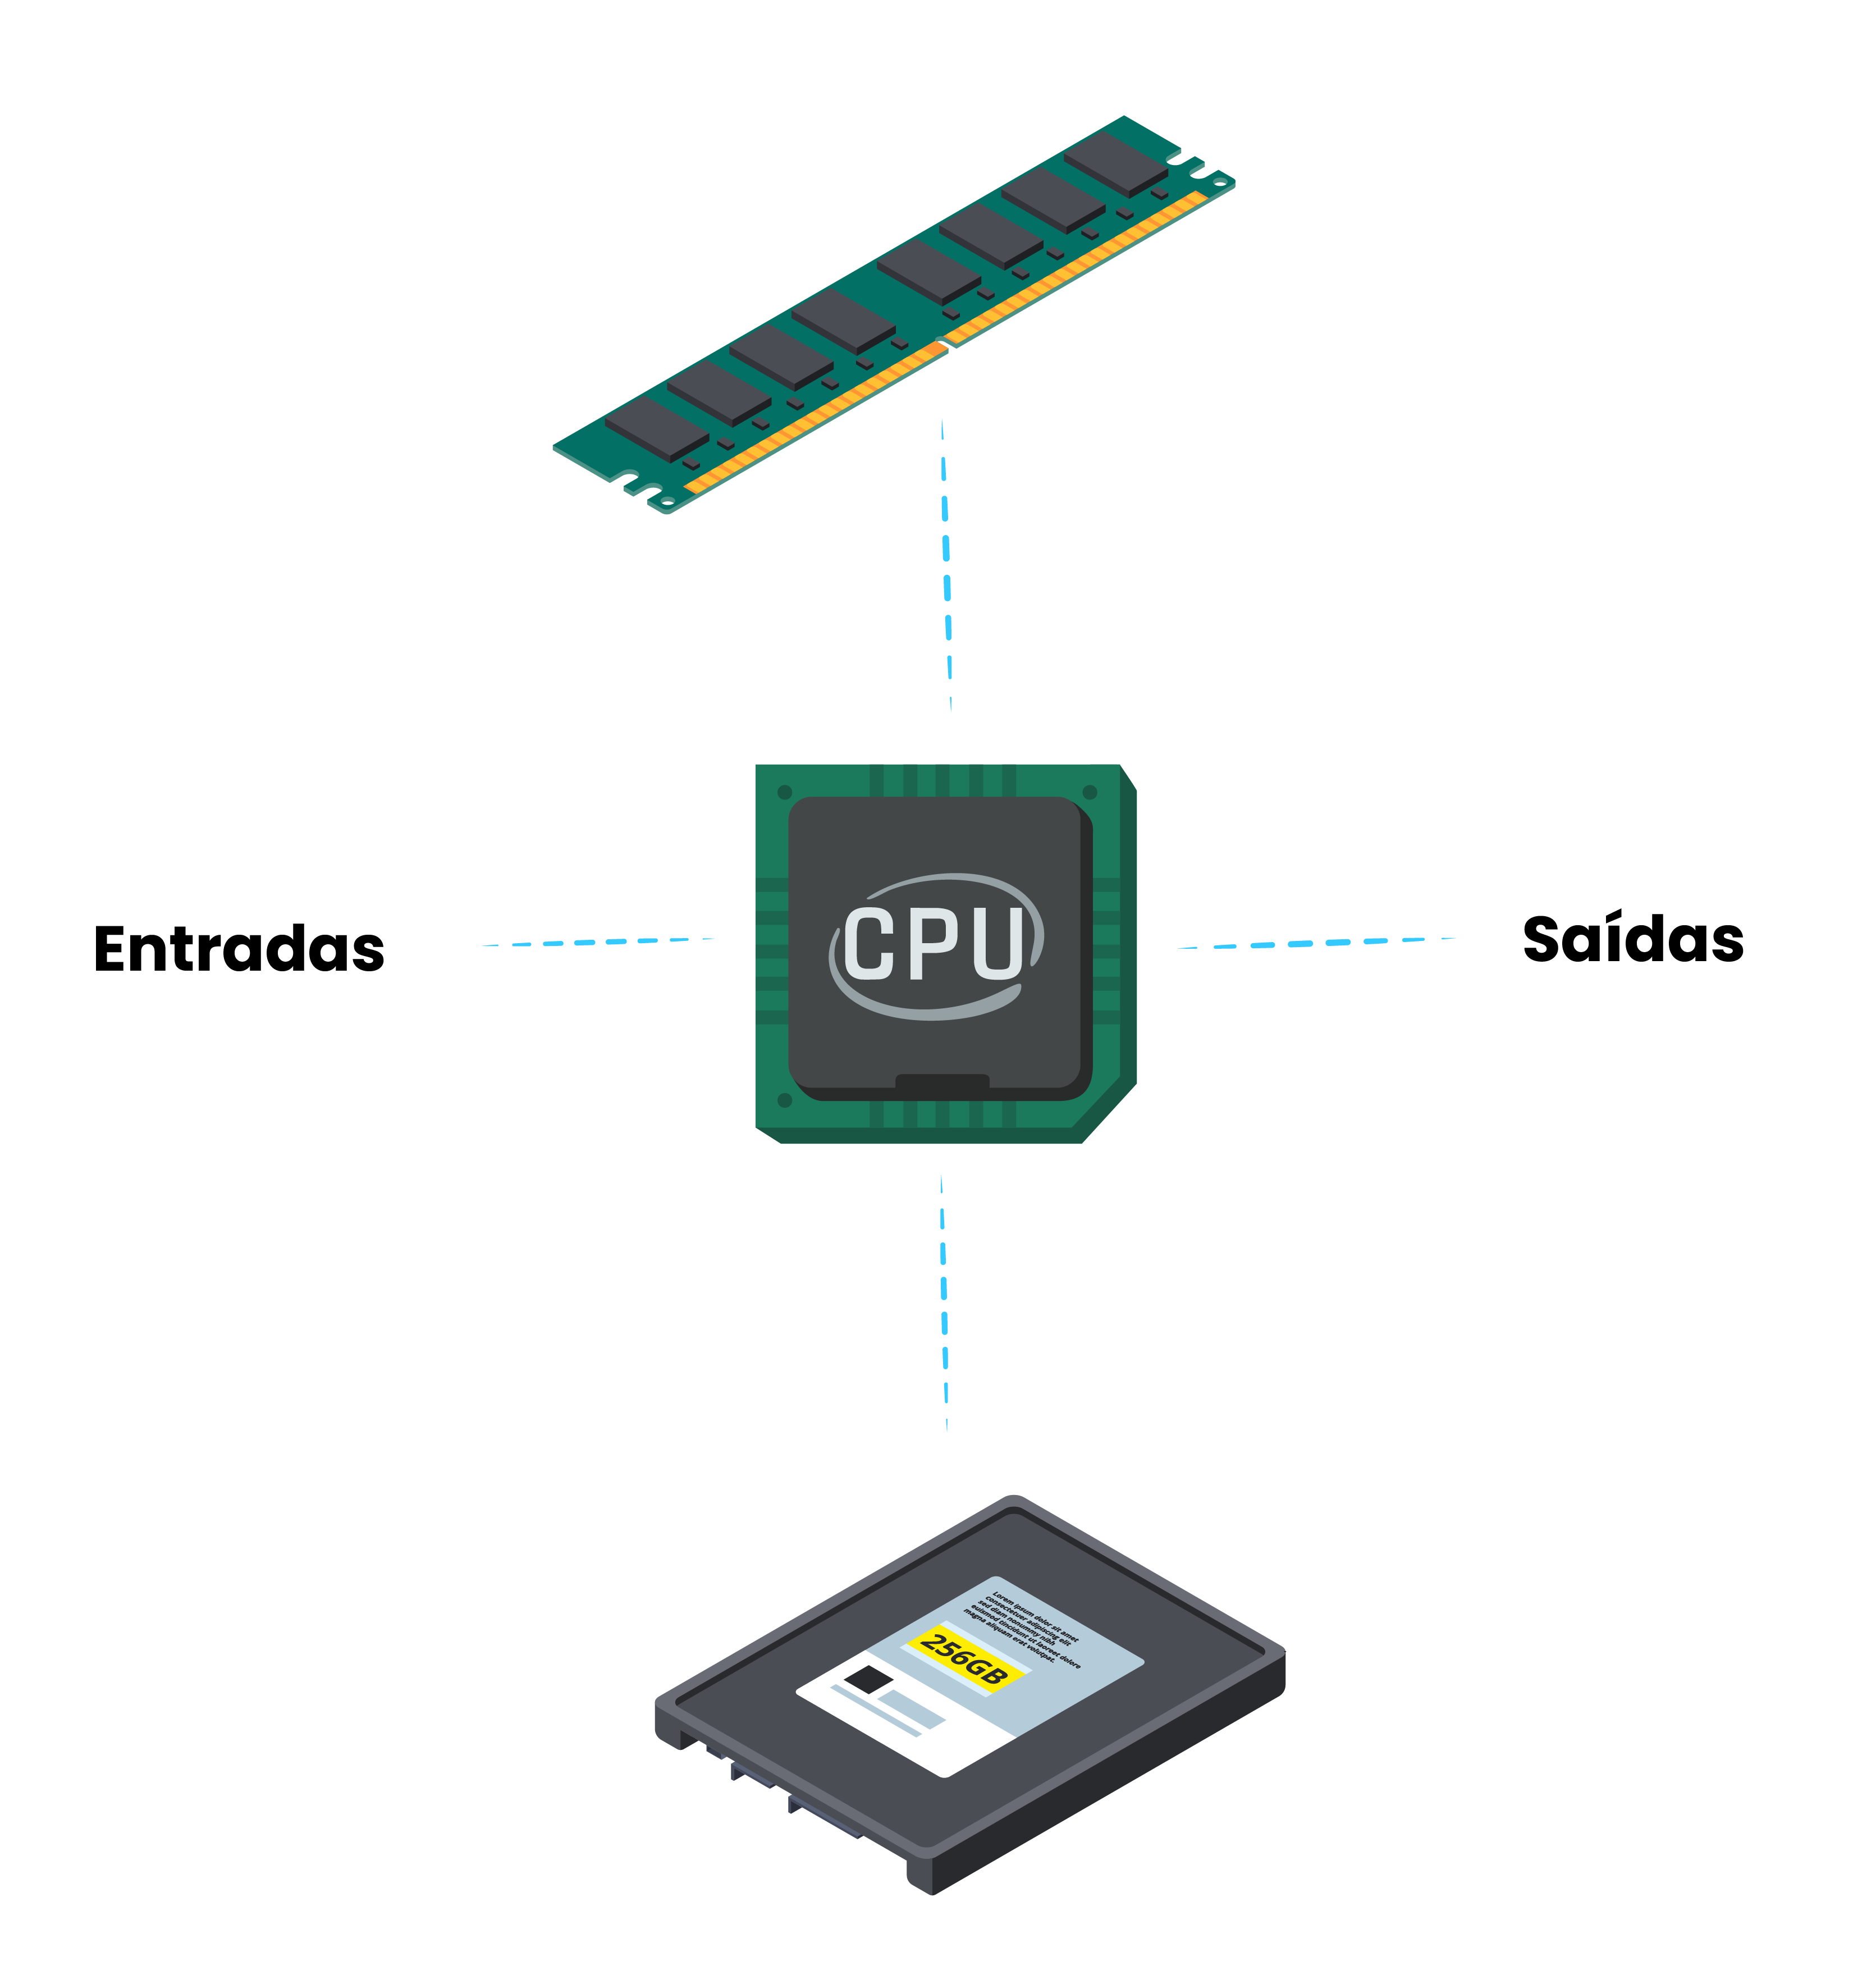 Entradas
CPU
Saídas
Lorem ipsum dolor sit amet
consectetuer adipiscing elit
sed diam nonummy nibh
euismod tincidunt ut laoreet dolore
magna aliquam erat volutpat.
256GB